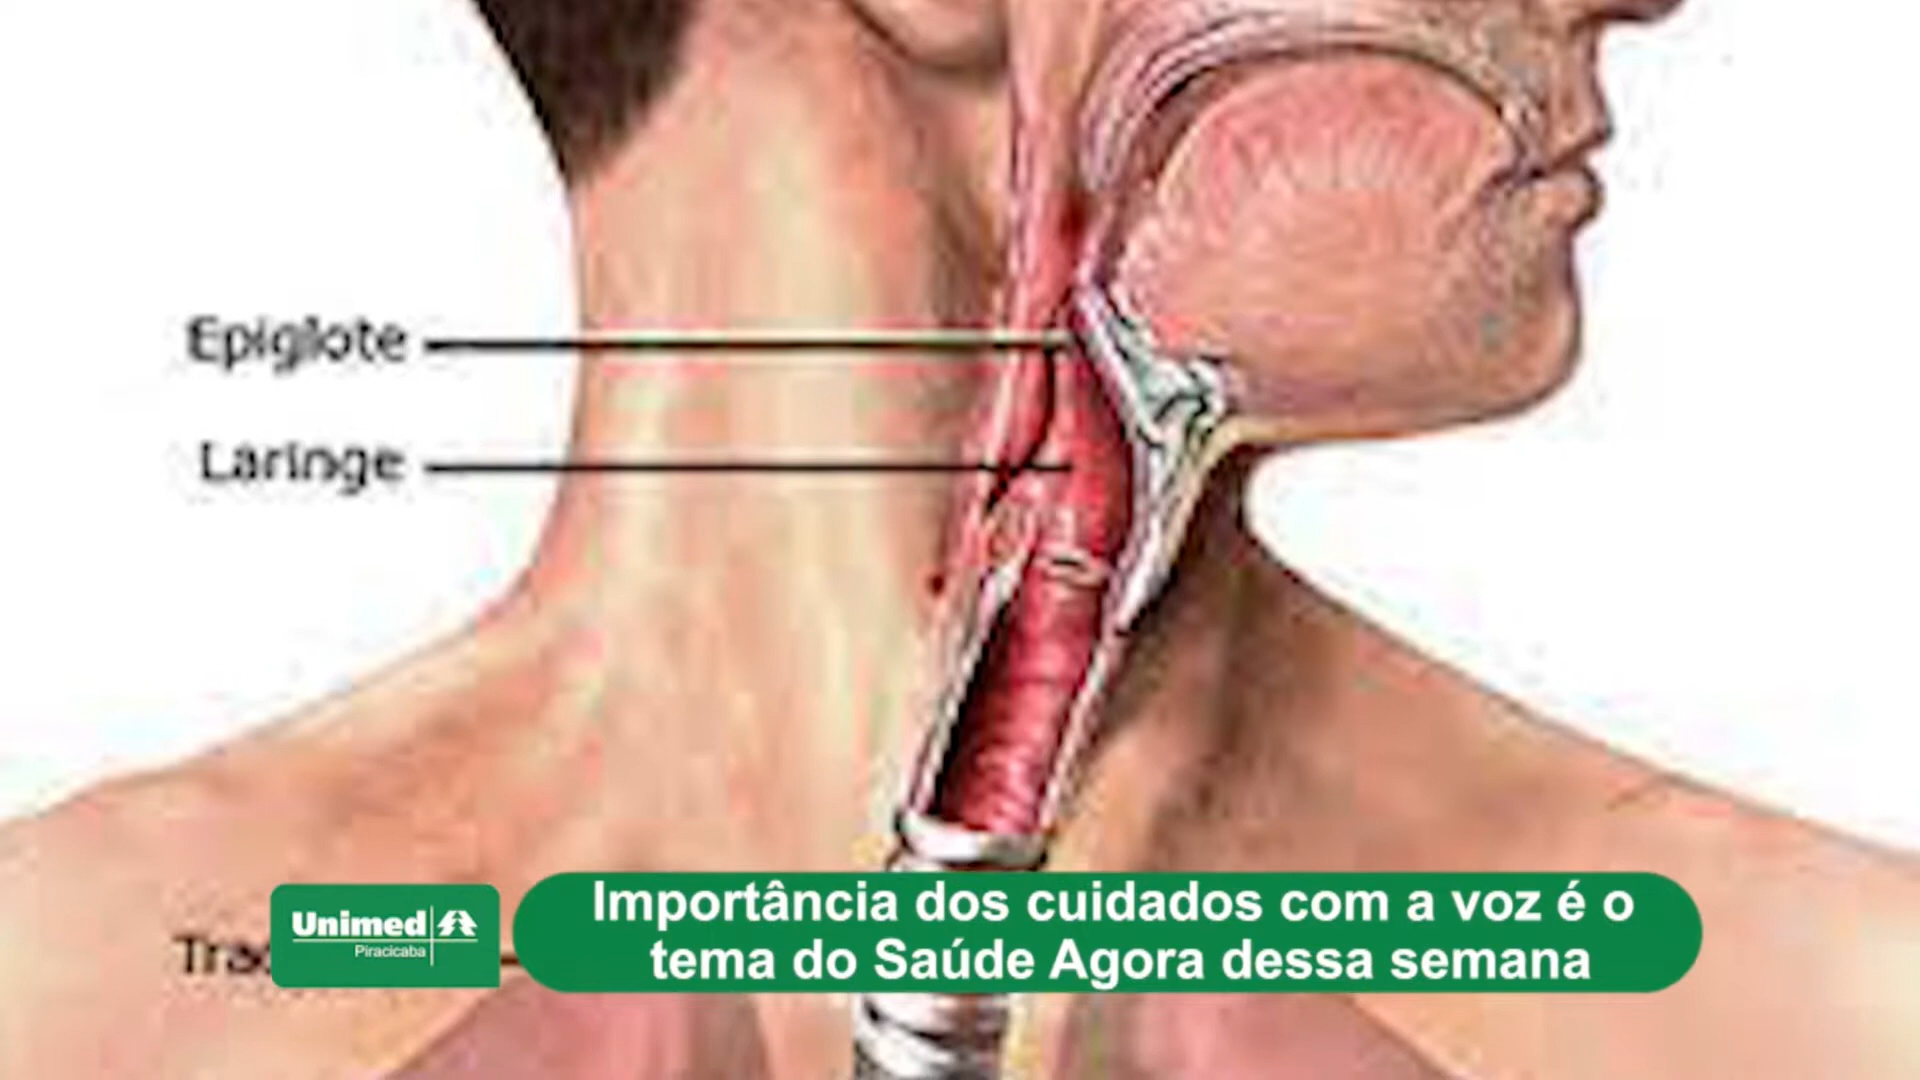 Epiglote
Laringe
Unimed
Piracicaba
Importância dos cuidados com a voz é o
tema do Saúde Agora dessa semana